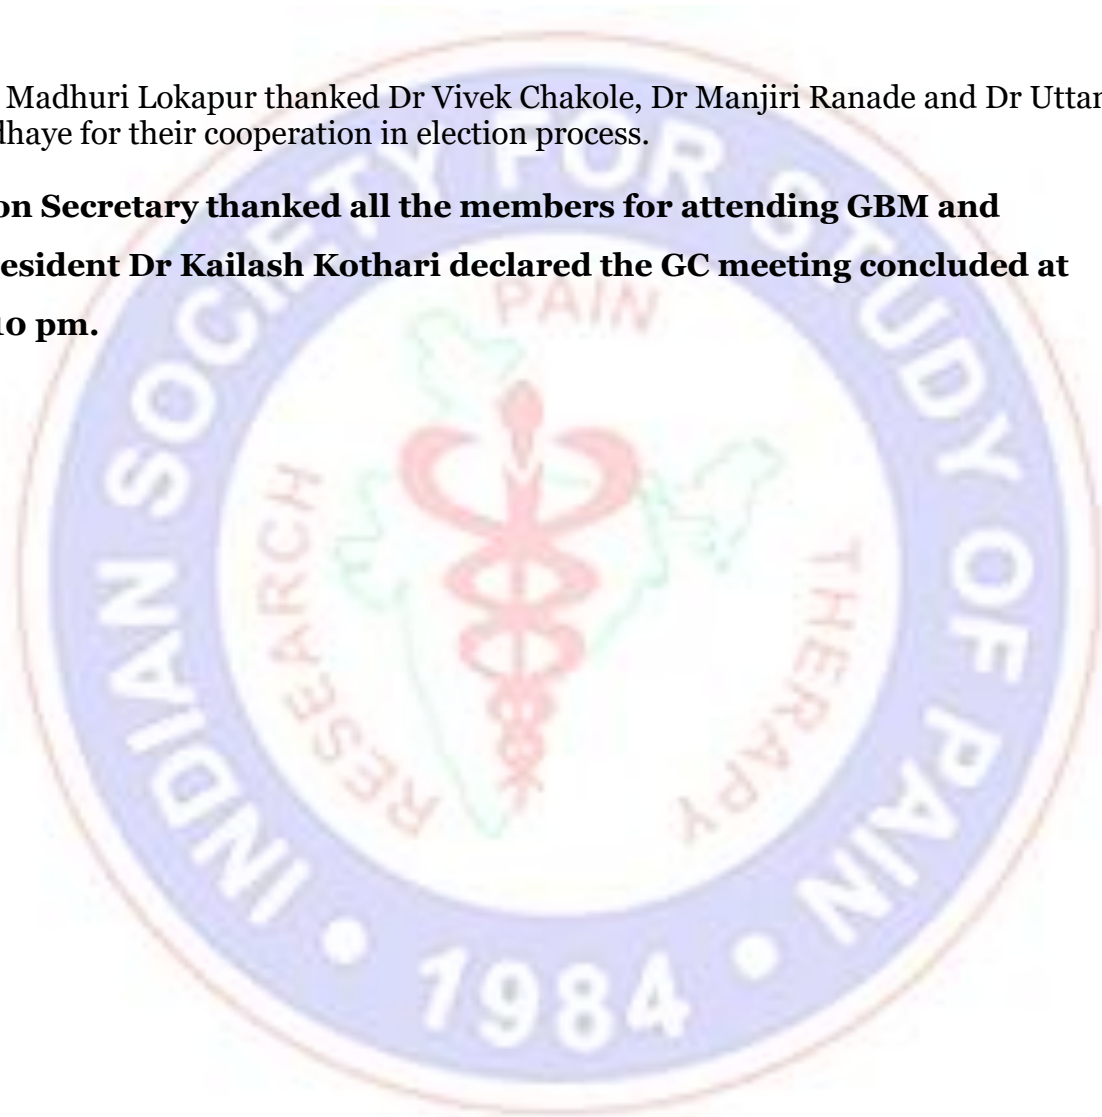 Madhuri Lokapur thanked Dr Vivek Chakole, Dr Manjiri Ranade and Dr Uttam
dhaye for their cooperation in election process.
on Secretary thanked all the members for attending GBM and
esident Dr Kailash Kothari declared the GC meeting concluded at
10 pm.
INDIAN SOCIETY FOR STUDY OF PAIN
PAIN
RESEARCH
THERAPY
1984